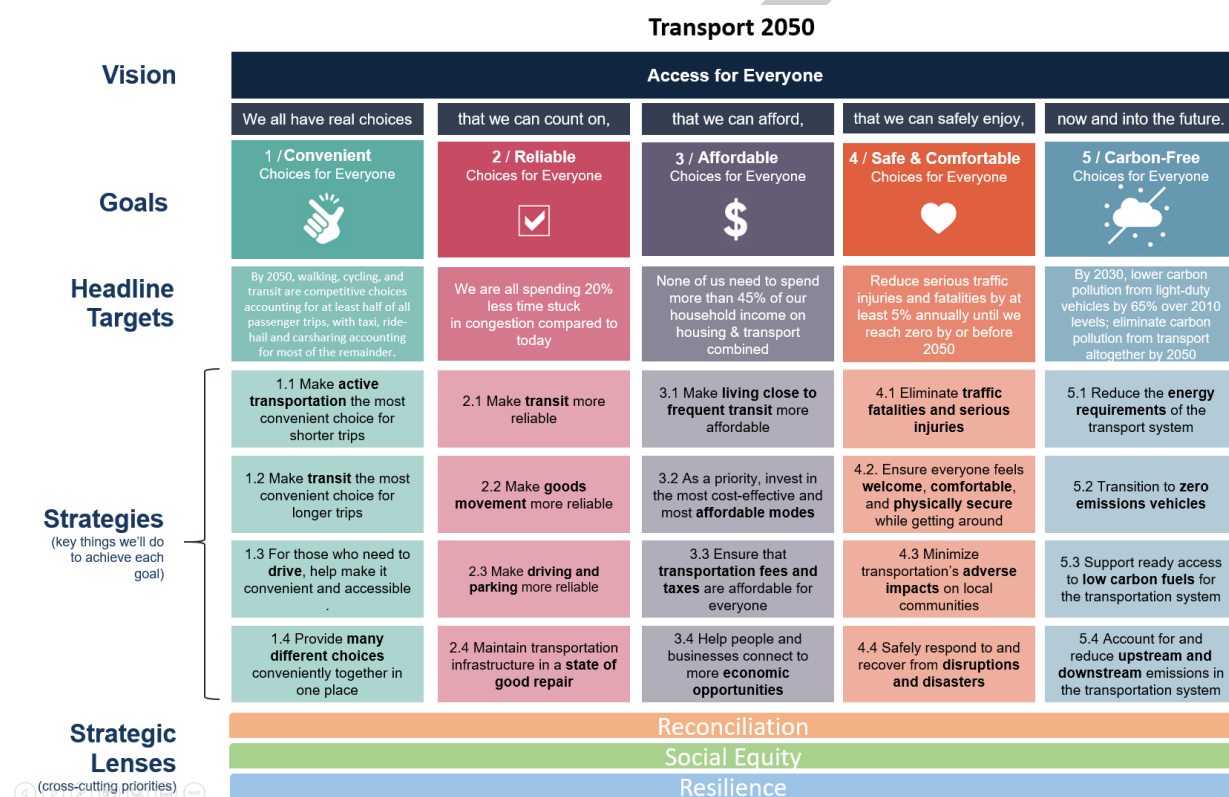 Transport 2050
Vision
Access for Everyone
We all have real choices
that we can count on,
that we can afford,
that we can safely enjoy,
now and into the future.
Goals
1 / Convenient
Choices for Everyone
2 / Reliable
Choices for Everyone
3 / Affordable
Choices for Everyone
$
4 / Safe & Comfortable
Choices for Everyone
5 / Carbon-Free
Choices for Everyone
Headline
Targets
By 2050, walking, cycling, and
transit are competitive choices
accounting for at least half of all
passenger trips, with taxi, ride-
hail and carsharing accounting
for most of the remainder.
We are all spending 20%
less time stuck
in congestion compared to
today
None of us need to spend
more than 45% of our
household income on
housing & transport
combined
Reduce serious traffic
injuries and fatalities by at
least 5% annually until we
reach zero by or before
2050
By 2030, lower carbon
pollution from light-duty
vehicles by 65% over 2010
levels; eliminate carbon
pollution from transport
altogether by 2050
Strategies
(key things we'll do
to achieve each
goal)
1.1 Make active
transportation the most
convenient choice for
shorter trips
2.1 Make transit more
reliable
3.1 Make living close to
frequent transit more
affordable
4.1 Eliminate traffic
fatalities and serious
injuries
5.1 Reduce the energy
requirements of the
transport system
1.2 Make transit the most
convenient choice for
longer trips
2.2 Make goods
movement more reliable
3.2 As a priority, invest in
the most cost-effective and
most affordable modes
4.2. Ensure everyone feels
welcome, comfortable,
and physically secure
while getting around
5.2 Transition to zero
emissions vehicles
1.3 For those who need to
drive, help make it
convenient and accessible
.
2.3 Make driving and
parking more reliable
3.3 Ensure that
transportation fees and
taxes are affordable for
everyone
4.3 Minimize
transportation's adverse
impacts on local
communities
5.3 Support ready access
to low carbon fuels for
the transportation system
1.4 Provide many
different choices
conveniently together in
one place
2.4 Maintain transportation
infrastructure in a state of
good repair
3.4 Help people and
businesses connect to
more economic
opportunities
4.4 Safely respond to and
recover from disruptions
and disasters
5.4 Account for and
reduce upstream and
downstream emissions in
the transportation system
Strategic
Lenses
(cross-cutting priorities)
Reconciliation
Social Equity
Resilience